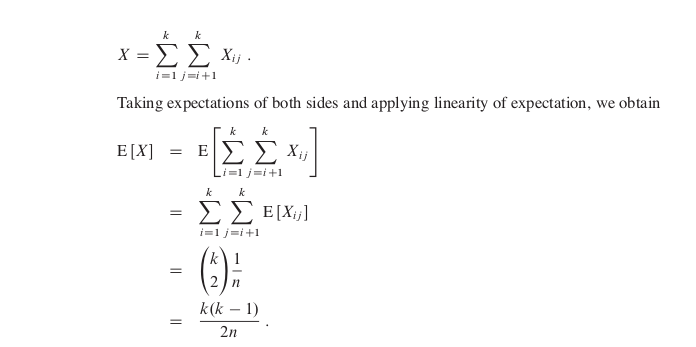 X = \sum_{i=1}^{k} \sum_{j=i+1}^{k} X_{ij} .
Taking expectations of both sides and applying linearity of expectation, we obtain
E[X] = E\left[ \sum_{i=1}^{k} \sum_{j=i+1}^{k} X_{ij} \right]
= \sum_{i=1}^{k} \sum_{j=i+1}^{k} E[X_{ij}]
= \binom{k}{2} \frac{1}{n}
= \frac{k(k-1)}{2n} .